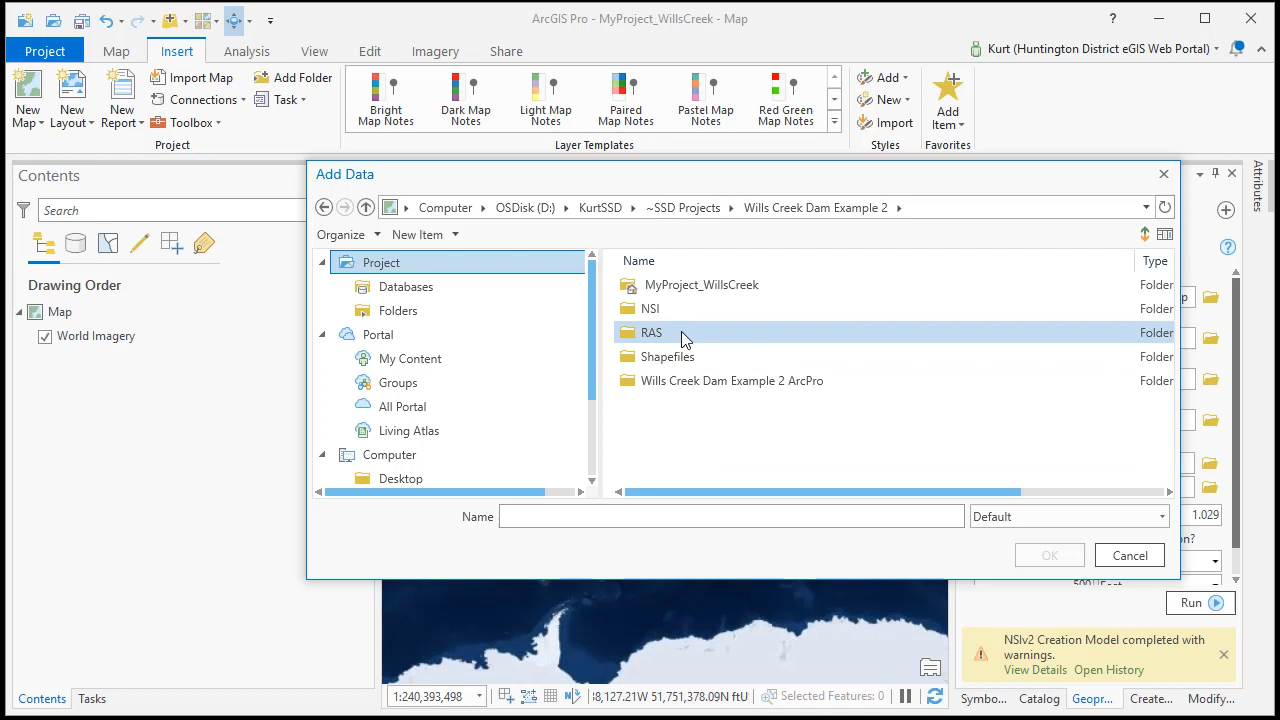 ArcGIS Pro - MyProject_WillsCreek - Map
?
Project Map Insert Analysis View Edit Imagery Share
Kurt (Huntington District eGIS Web Portal)
New Map
New Layout
New Report
Import Map
Connections
Toolbox
Add Folder
Task
Project
Bright Map Notes
Dark Map Notes
Light Map Notes
Paired Map Notes
Pastel Map Notes
Red Green Map Notes
Layer Templates
Add
New
Import
Styles
Add Item
Favorites
Contents
Search
Drawing Order
Map
World Imagery
Add Data
Computer OSDisk (D:) KurtSSD ~SSD Projects Wills Creek Dam Example 2
Organize New Item
Project
Databases
Folders
Portal
My Content
Groups
All Portal
Living Atlas
Computer
Desktop
Name Type
MyProject_WillsCreek Folder
NSI Folder
RAS Folder
Shapefiles Folder
Wills Creek Dam Example 2 ArcPro Folder
Name
Default
OK Cancel
Attributes
?
p
1.029
on?
Run
NSIv2 Creation Model completed with
warnings.
View Details Open History
1:240,393,498
8,127.21W 51,751,378.09N ftU
Selected Features: 0
Contents Tasks
Symbo... Catalog Geopr... Create... Modify...